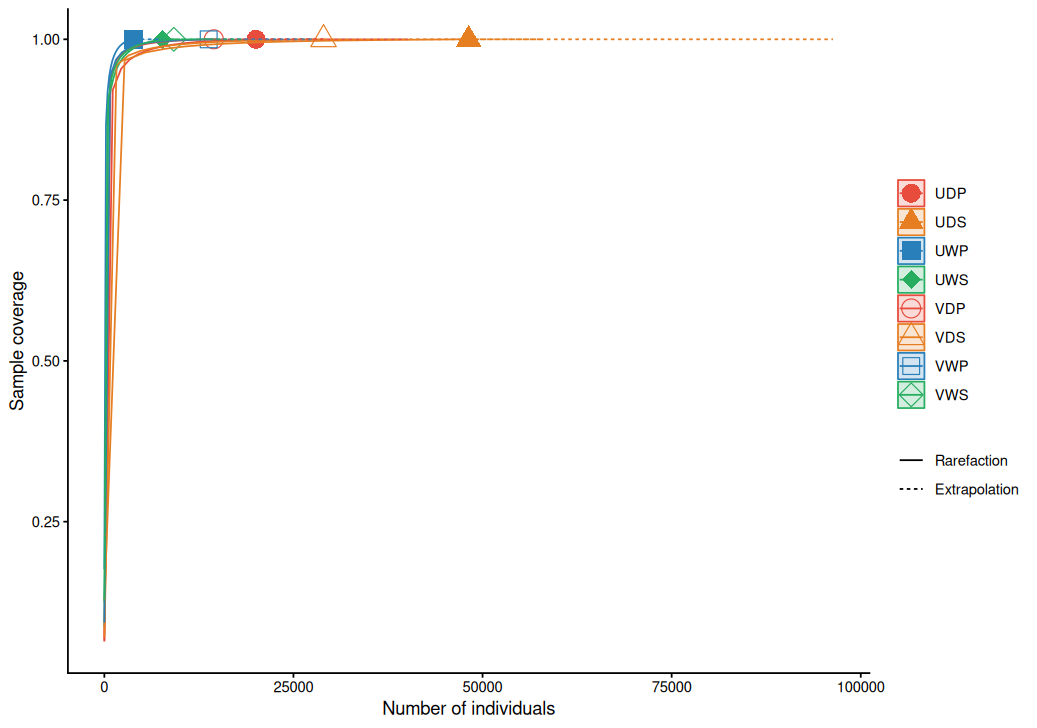 1.00
0.75
0.50
0.25
Sample coverage
0
25000
50000
75000
100000
Number of individuals
UDP
UDS
UWP
UWS
VDP
VDS
VWP
VWS
Rarefaction
Extrapolation